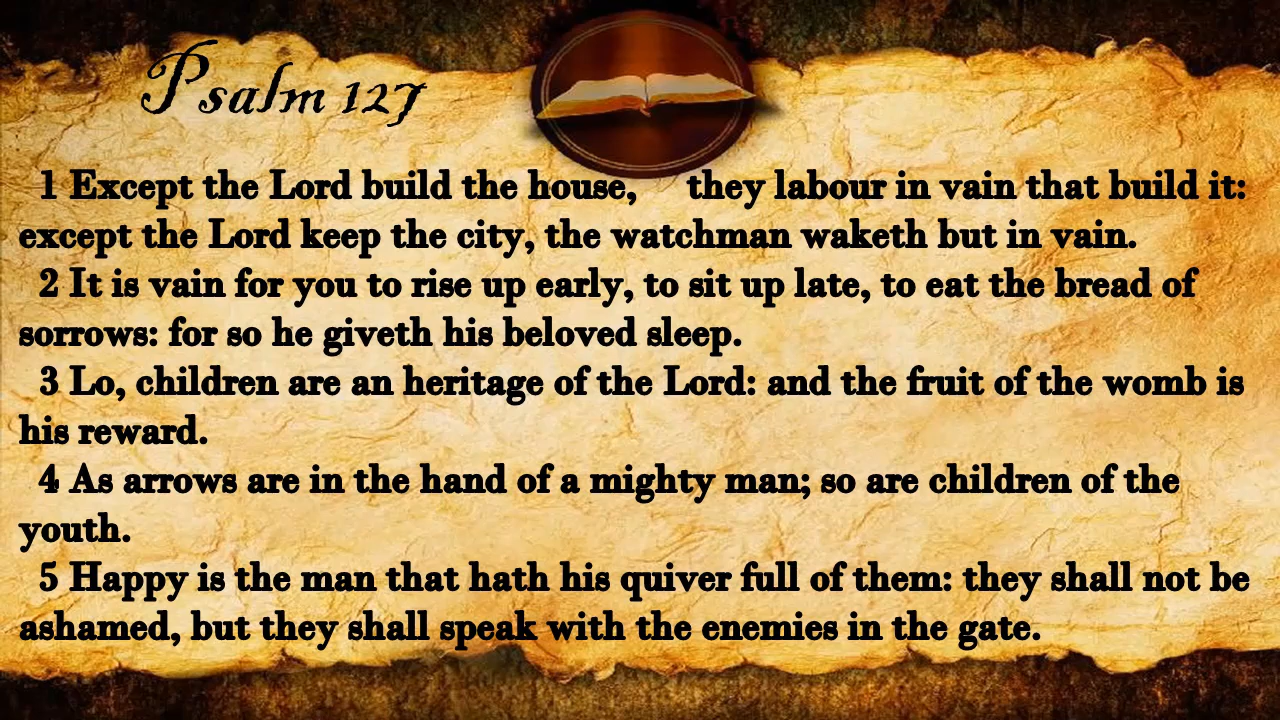 Psalm 127
1 Except the Lord build the house, they labour in vain that build it:
except the Lord keep the city, the watchman waketh but in vain.
2 It is vain for you to rise up early, to sit up late, to eat the bread of
sorrows: for so he giveth his beloved sleep.
3 Lo, children are an heritage of the Lord: and the fruit of the womb is
his reward.
4 As arrows are in the hand of a mighty man; so are children of the
youth.
5 Happy is the man that hath his quiver full of them: they shall not be
ashamed, but they shall speak with the enemies in the gate.